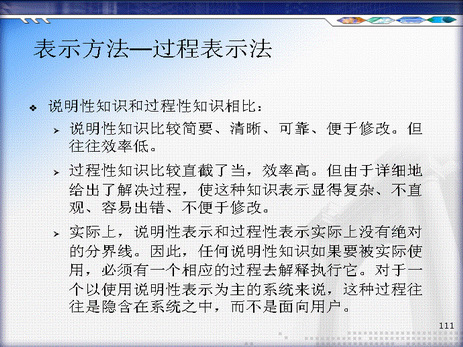 表示方法—过程表示法
❖ 说明性知识和过程性知识相比：
➢ 说明性知识比较简要、清晰、可靠、便于修改。但
往往效率低。
➢ 过程性知识比较直截了当，效率高。但由于详细地
给出了解决过程，使这种知识表示显得复杂、不直
观、容易出错、不便于修改。
➢ 实际上，说明性表示和过程性表示实际上没有绝对
的分界线。因此，任何说明性知识如果要被实际使
用，必须有一个相应的过程去解释执行它。对于一
个以使用说明性表示为主的系统来说，这种过程往
往是隐含在系统之中，而不是面向用户。
111